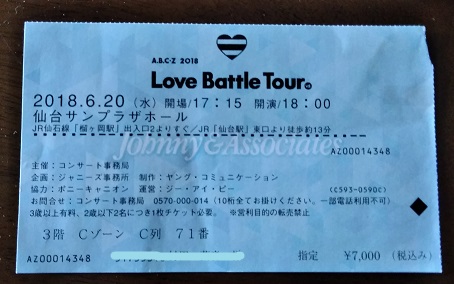 A.B.C-Z 2018
Love Battle Tour
2018.6.20 (水) 開場/17:15 開演/18:00
仙台サンプラザホール
JR仙石線「榴ヶ岡駅」出入口2よりすぐ/JR「仙台駅」東口より徒歩約13分
Johnny&Associates
AZ00014348
主催：コンサート事務局
企画：ジャニーズ事務所 制作：ヤング・コミュニケーション
協力：ポニーキャニオン 運営：ジー・アイ・ピー (C593-0590C)
お問合せ：コンサート事務局 0570-000-014 (10桁全てお掛けください。一部電話利用不可)
3歳以上有料、2歳以下2名につき1枚チケット必要。 ※営利目的の転売禁止
3階 Cゾーン C列 71番
AZ00014348 指定 ¥7,000 (税込み)